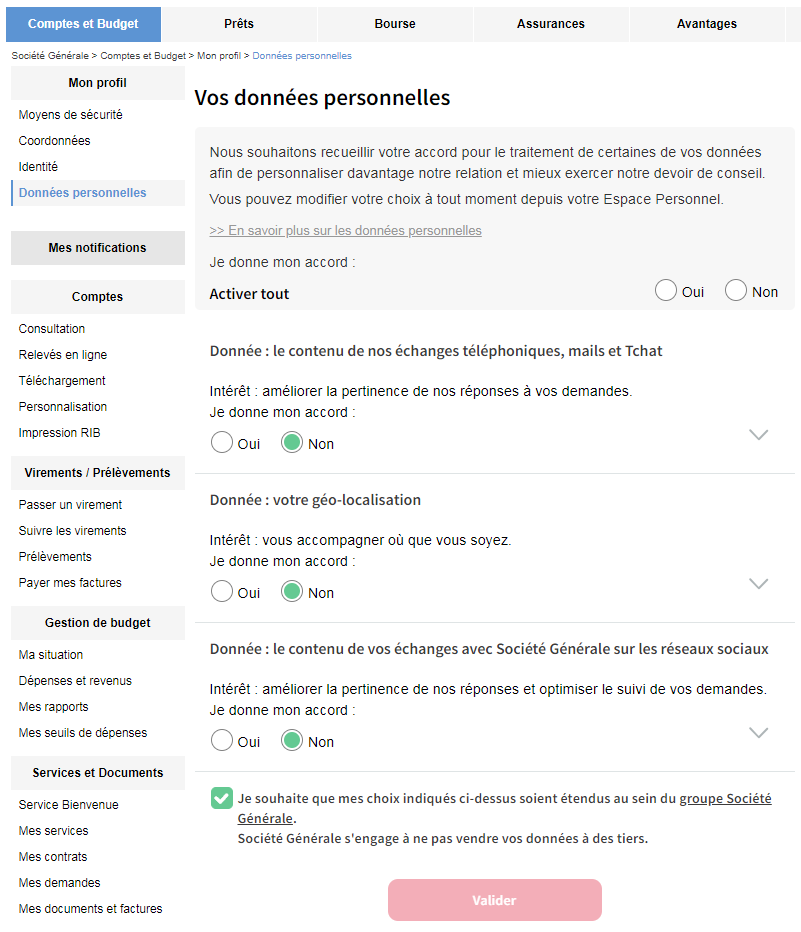 Comptes et Budget
Prêts
Bourse
Assurances
Avantages
Société Générale > Comptes et Budget > Mon profil > Données personnelles
Mon profil
Moyens de sécurité
Coordonnées
Identité
Données personnelles
Mes notifications
Comptes
Consultation
Relevés en ligne
Téléchargement
Personnalisation
Impression RIB
Virements / Prélèvements
Passer un virement
Suivre les virements
Prélèvements
Payer mes factures
Gestion de budget
Ma situation
Dépenses et revenus
Mes rapports
Mes seuils de dépenses
Services et Documents
Service Bienvenue
Mes services
Mes contrats
Mes demandes
Mes documents et factures
Vos données personnelles
Nous souhaitons recueillir votre accord pour le traitement de certaines de vos données
afin de personnaliser davantage notre relation et mieux exercer notre devoir de conseil.
Vous pouvez modifier votre choix à tout moment depuis votre Espace Personnel.
>> En savoir plus sur les données personnelles
Je donne mon accord :
Activer tout
Oui
Non
Donnée : le contenu de nos échanges téléphoniques, mails et Tchat
Intérêt : améliorer la pertinence de nos réponses à vos demandes.
Je donne mon accord :
Oui
Non
Donnée : votre géo-localisation
Intérêt : vous accompagner où que vous soyez.
Je donne mon accord :
Oui
Non
Donnée : le contenu de vos échanges avec Société Générale sur les réseaux sociaux
Intérêt : améliorer la pertinence de nos réponses et optimiser le suivi de vos demandes.
Je donne mon accord :
Oui
Non
Je souhaite que mes choix indiqués ci-dessus soient étendus au sein du groupe Société
Générale.
Société Générale s'engage à ne pas vendre vos données à des tiers.
Valider